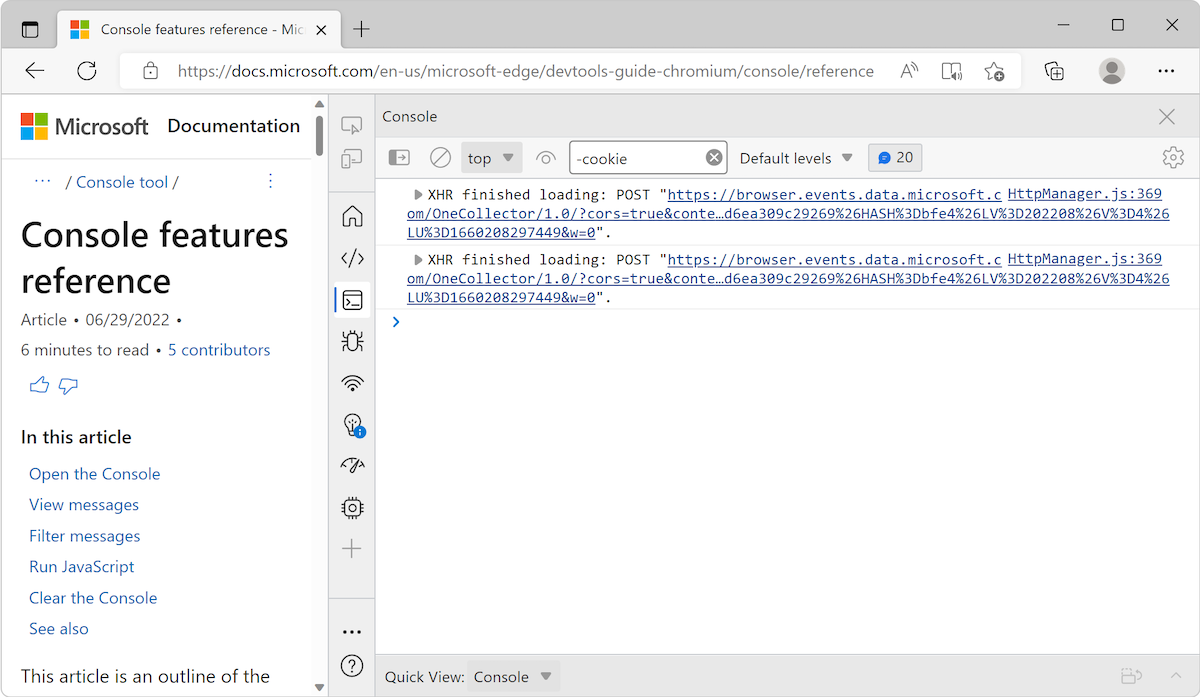 Console features reference - Mic
https://docs.microsoft.com/en-us/microsoft-edge/devtools-guide-chromium/console/reference
Microsoft Documentation
··· / Console tool /
Console features
reference
Article • 06/29/2022 •
6 minutes to read • 5 contributors
In this article
Open the Console
View messages
Filter messages
Run JavaScript
Clear the Console
See also
This article is an outline of the
Console
top -cookie Default levels 20
XHR finished loading: POST "https://browser.events.data.microsoft.c HttpManager.js:369
om/OneCollector/1.0/?cors=true&conte…d6ea309c29269%26HASH%3Dbfe4%26LV%3D202208%26V%3D4%26
LU%3D1660208297449&w=0".
XHR finished loading: POST "https://browser.events.data.microsoft.c HttpManager.js:369
om/OneCollector/1.0/?cors=true&conte…d6ea309c29269%26HASH%3Dbfe4%26LV%3D202208%26V%3D4%26
LU%3D1660208297449&w=0".
Quick View: Console